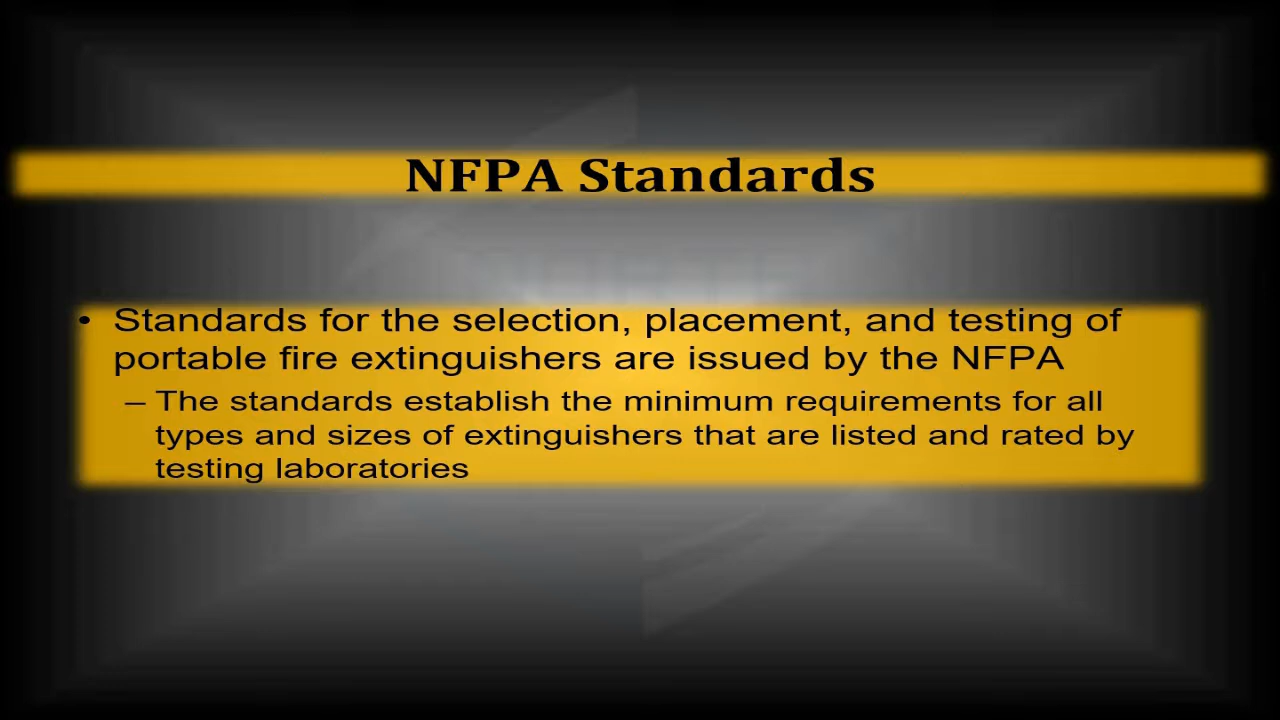 NFPA Standards
• Standards for the selection, placement, and testing of
portable fire extinguishers are issued by the NFPA
– The standards establish the minimum requirements for all
types and sizes of extinguishers that are listed and rated by
testing laboratories